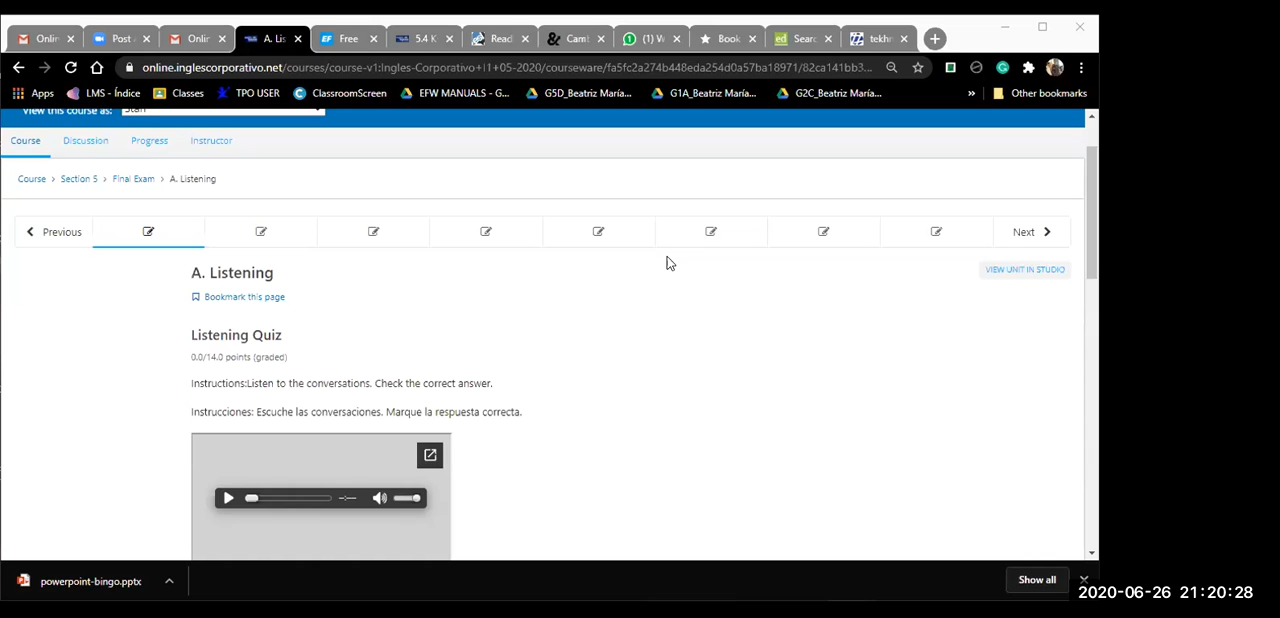 Onlin
Post
Onlin
A. Lis
Free
5.4 K
Read
Caml
(1) W
Book
Sear
tekhn
online.inglescorporativo.net/courses/course-v1:Ingles-Corporativo+I1+05-2020/courseware/fa5fc2a274b448eda254d0a57ba18971/82ca141bb3...
Apps
LMS - Índice
Classes
TPO USER
ClassroomScreen
EFW MANUALS - G...
G5D_Beatriz María...
G1A_Beatriz María...
G2C_Beatriz María...
»
Other bookmarks
View this course as: Staff
Course
Discussion
Progress
Instructor
Course > Section 5 > Final Exam > A. Listening
Previous
Next
A. Listening
VIEW UNIT IN STUDIO
Bookmark this page
Listening Quiz
0.0/14.0 points (graded)
Instructions:Listen to the conversations. Check the correct answer.
Instrucciones: Escuche las conversaciones. Marque la respuesta correcta.
-:--
powerpoint-bingo.pptx
Show all
2020-06-26 21:20:28